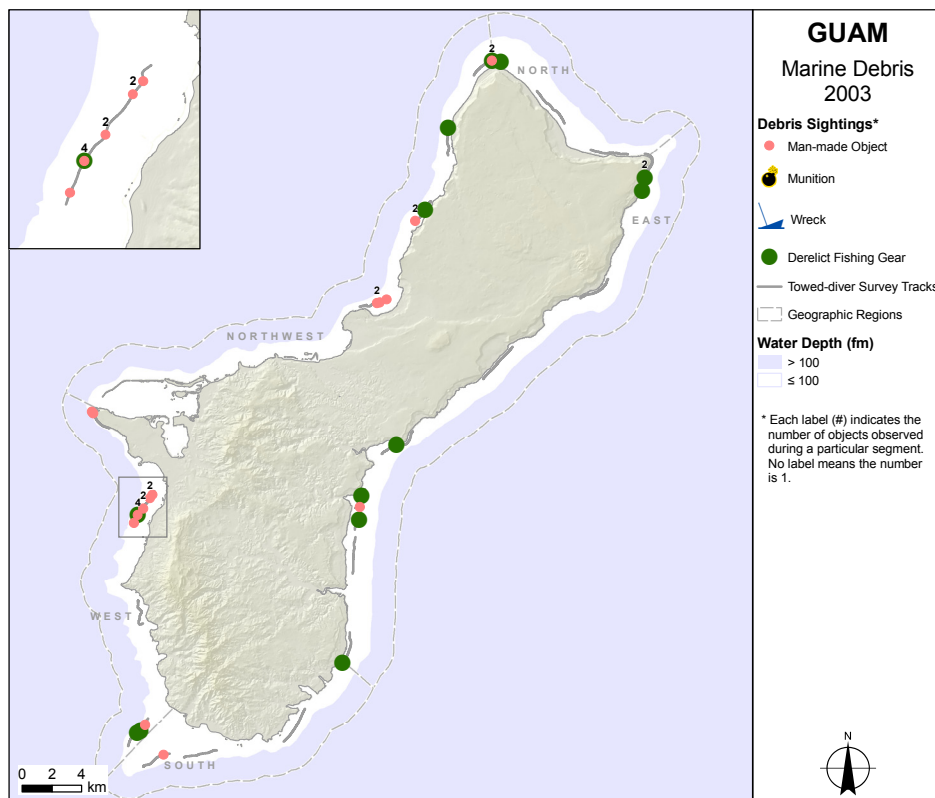 GUAM
Marine Debris
2003
Debris Sightings*
Man-made Object
Munition
Wreck
Derelict Fishing Gear
Towed-diver Survey Tracks
Geographic Regions
Water Depth (fm)
> 100
≤ 100
* Each label (#) indicates the
number of objects observed
during a particular segment.
No label means the number
is 1.
N
2
2
4
2
NORTH
2
EAST
2
2
NORTHWEST
2
2
4
WEST
SOUTH
0 2 4
km